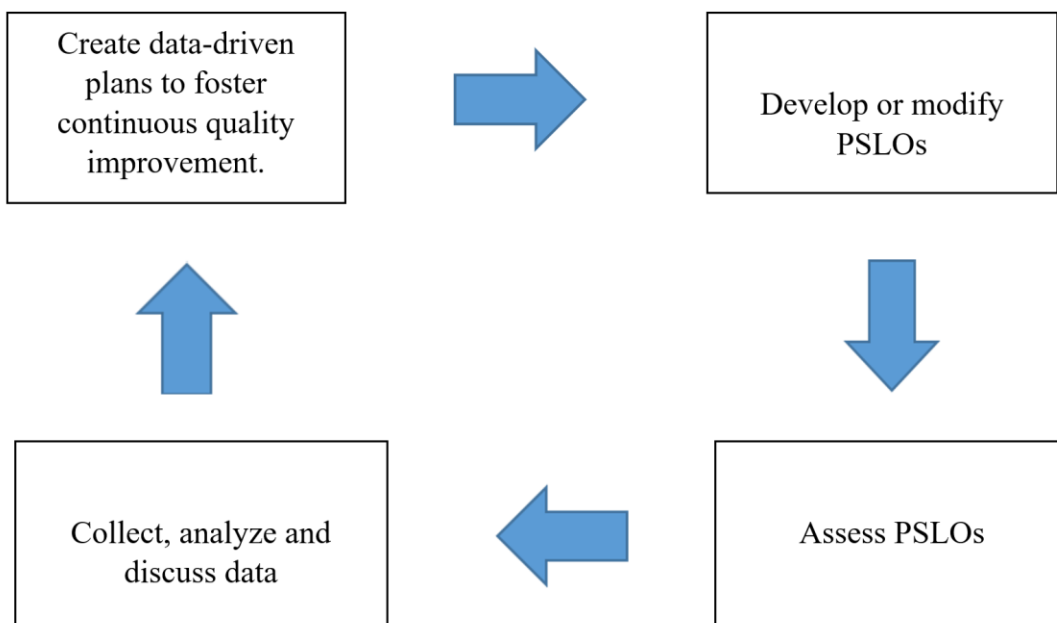 Create data-driven
plans to foster
continuous quality
improvement.
Develop or modify
PSLOs
Assess PSLOs
Collect, analyze and
discuss data